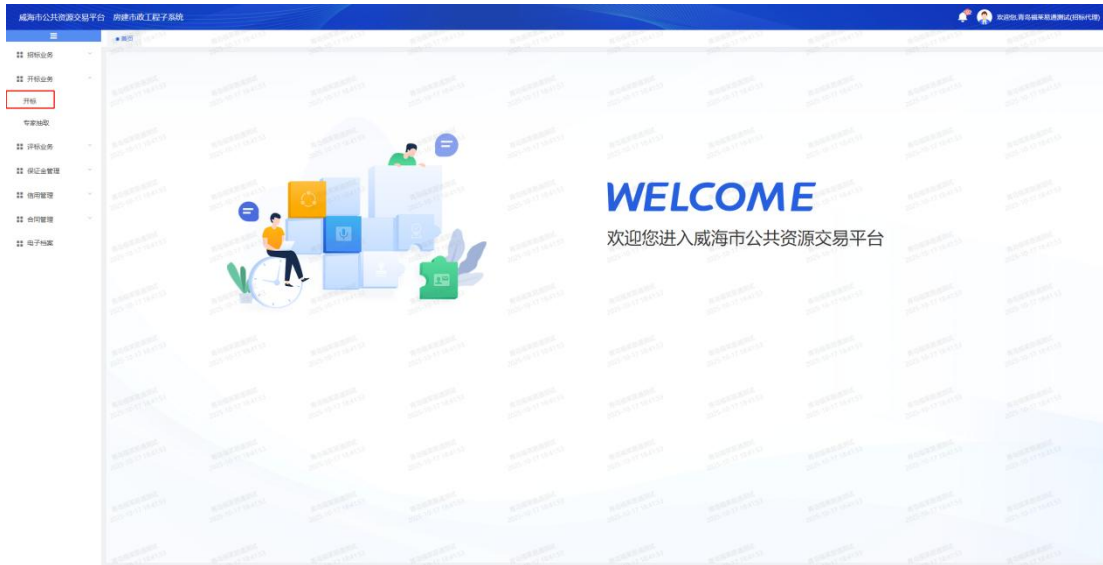 威海市公共资源交易平台 房建市政工程子系统
欢迎您,青岛福莱易通测试(招标代理)
首页
招标业务
开标业务
开标
专家抽取
评标业务
保证金管理
信用管理
合同管理
电子档案
WELCOME
欢迎您进入威海市公共资源交易平台